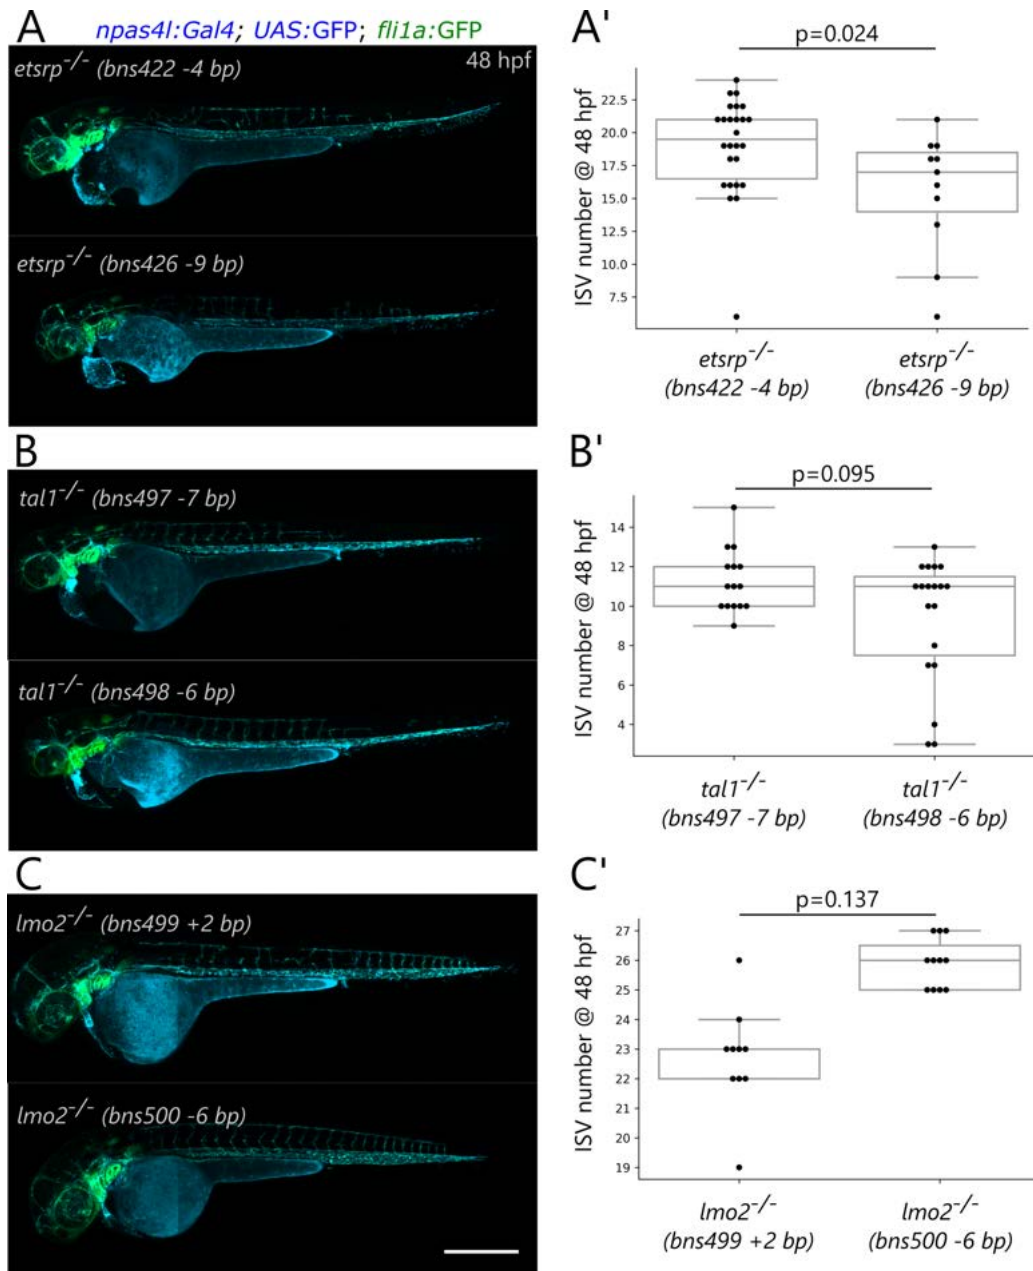 A
npas4l:Gal4; UAS:GFP; fli1a:GFP
etsrp-/- (bns422 -4 bp)
48 hpf
etsrp-/- (bns426 -9 bp)
A'
p=0.024
ISV number @ 48 hpf
22.5
20.0
17.5
15.0
12.5
10.0
7.5
etsrp-/-
(bns422 -4 bp)
etsrp-/-
(bns426 -9 bp)
B
tal1-/- (bns497 -7 bp)
tal1-/- (bns498 -6 bp)
B'
p=0.095
ISV number @ 48 hpf
14
12
10
8
6
4
tal1-/-
(bns497 -7 bp)
tal1-/-
(bns498 -6 bp)
C
lmo2-/- (bns499 +2 bp)
lmo2-/- (bns500 -6 bp)
C'
p=0.137
ISV number @ 48 hpf
27
26
25
24
23
22
21
20
19
lmo2-/-
(bns499 +2 bp)
lmo2-/-
(bns500 -6 bp)